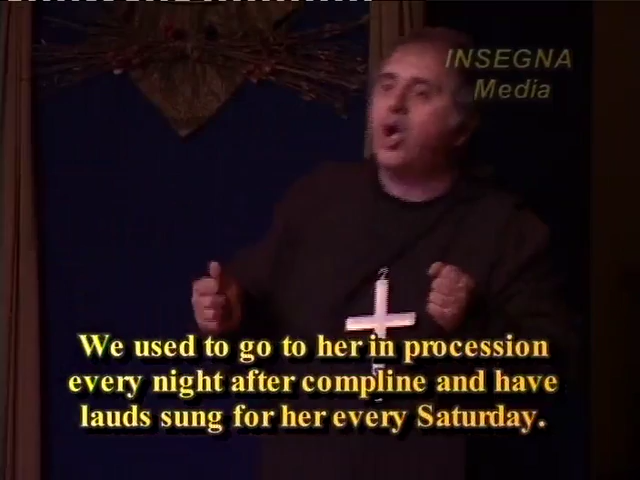 INSEGNA
Media
We used to go to her in procession
every night after compline and have
lauds sung for her every Saturday.